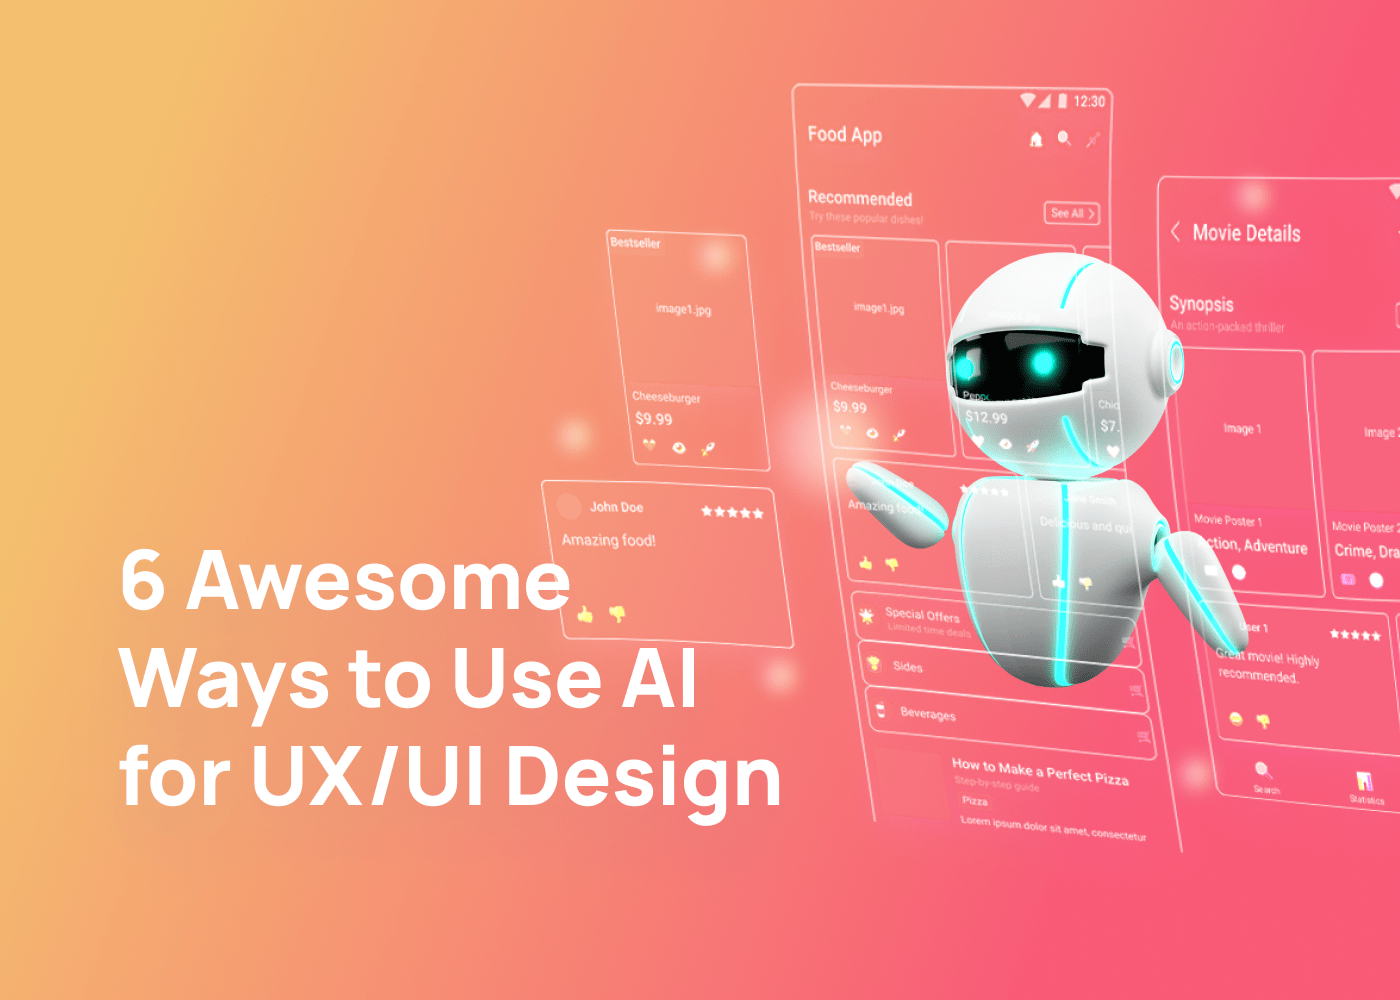 6 Awesome
Ways to Use AI
for UX/UI Design
Bestseller
image1.jpg
Cheeseburger
$9.99
John Doe
Amazing food!
12:30
Food App
Recommended
Try these popular dishes!
See All
Bestseller
image1.jpg
Cheeseburger
$9.99
$12.99
$7.
Amazing food!
Special Offers
Limited time deals
Sides
Beverages
How to Make a Perfect Pizza
Step-by-step guide
Pizza
Lorem ipsum dolor sit amet, consectetur
Movie Details
Synopsis
An action-packed thriller
Image 1
Image 2
Movie Poster 1
ction, Adventure
Movie Poster 2
Crime, Dra
User 1
Great movie! Highly
recommended.
Search
Statistics